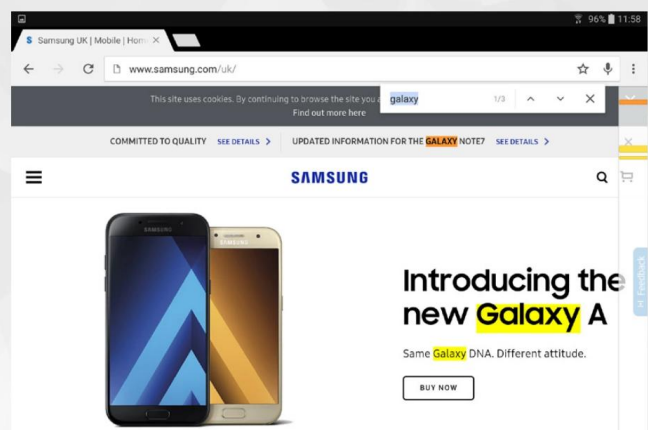 96% 11:58
S Samsung UK | Mobile | Hom
www.samsung.com/uk/
galaxy 1/3
This site uses cookies. By continuing to browse the site you
Find out more here
COMMITTED TO QUALITY SEE DETAILS > UPDATED INFORMATION FOR THE GALAXY NOTE7 SEE DETAILS >
SAMSUNG
SAMSUNG
SAMSUNG
Introducing the
new Galaxy A
Same Galaxy DNA. Different attitude.
BUY NOW
Feedback